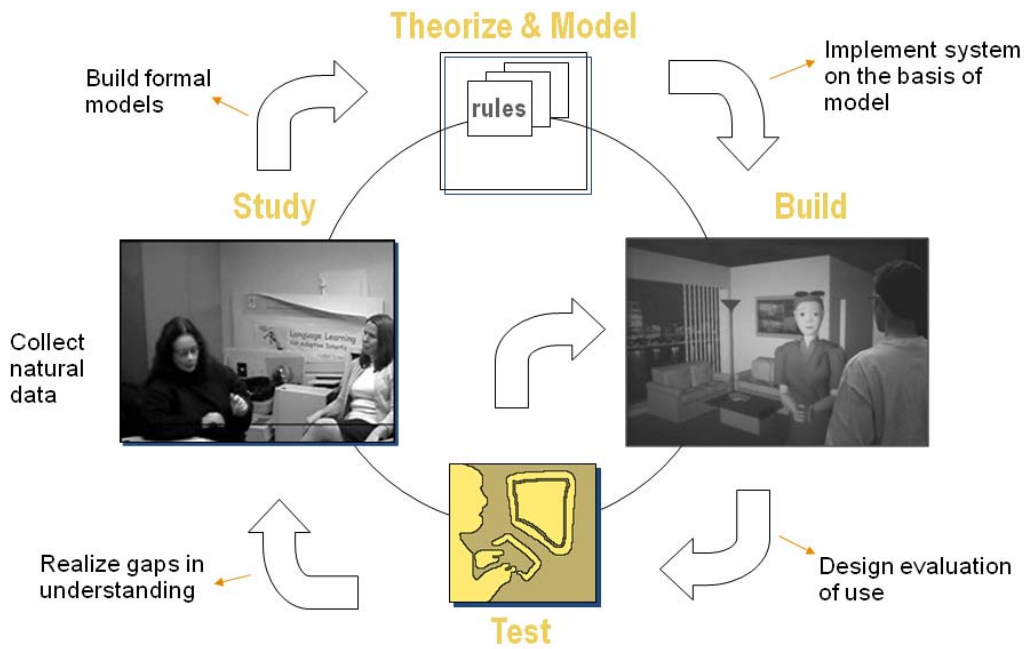 Theorize & Model
Build formal
models
rules
Implement system
on the basis of
model
Study
Build
Collect
natural
data
Language Learning
Realize gaps in
understanding
Design evaluation
of use
Test